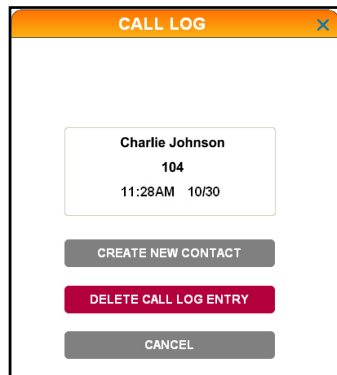 CALL LOG
Charlie Johnson
104
11:28AM 10/30
CREATE NEW CONTACT
DELETE CALL LOG ENTRY
CANCEL